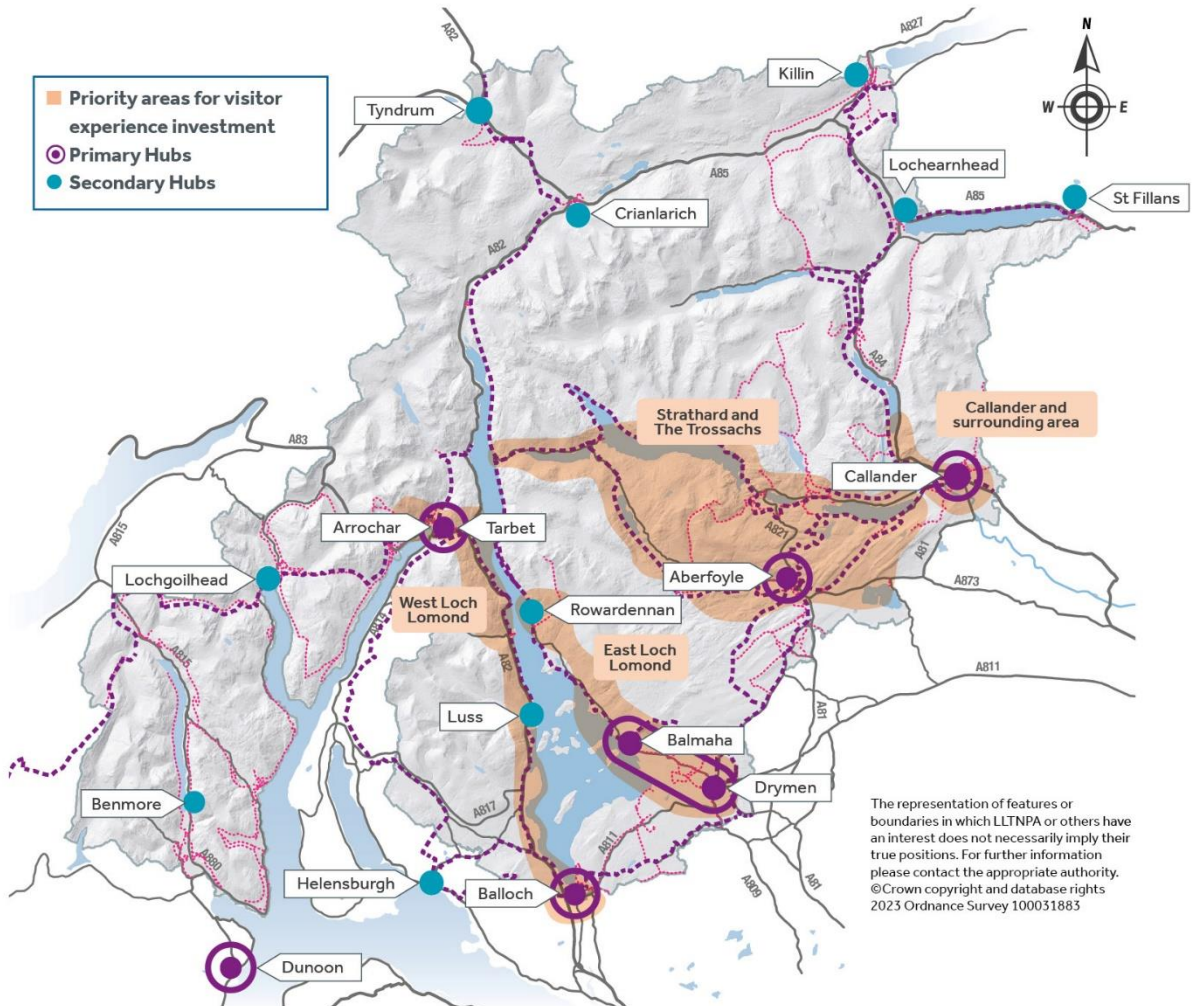 Priority areas for visitor
experience investment
Primary Hubs
Secondary Hubs
A82
A827
N
W
E
S
Killin
Tyndrum
Lochearnhead
A85
A85
St Fillans
Crianlarich
A82
A84
Strathard and
The Trossachs
Callander and
surrounding area
Callander
A83
A815
Arrochar
Tarbet
A821
A81
Aberfoyle
A873
Lochgoilhead
West Loch
Lomond
Rowardennan
A814
East Loch
Lomond
A811
A815
A82
A81
Luss
Balmaha
Drymen
Benmore
A817
A811
A880
Helensburgh
Balloch
A809
A81
Dunoon
The representation of features or
boundaries in which LLTNPA or others have
an interest does not necessarily imply their
true positions. For further information
please contact the appropriate authority.
©Crown copyright and database rights
2023 Ordnance Survey 100031883